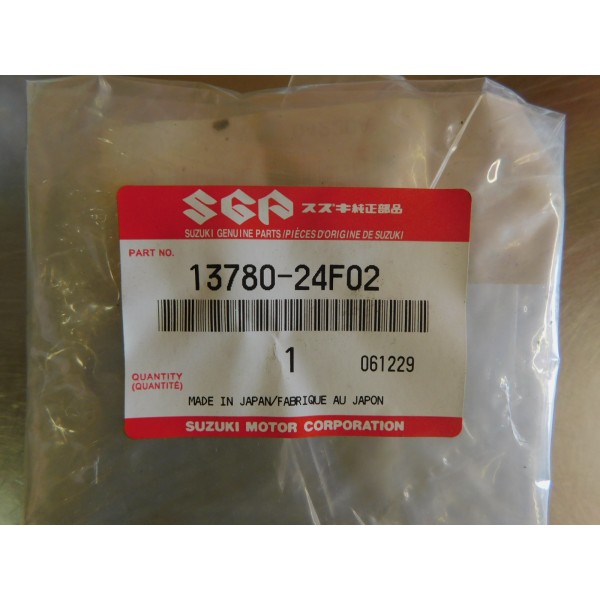 SGP スズキ純正部品
SUZUKI GENUINE PARTS/PIÈCES D'ORIGINE DE SUZUKI
PART NO.
13780-24F02
1 061229
QUANTITY
(QUANTITÉ)
MADE IN JAPAN/FABRIQUE AU JAPON
SUZUKI MOTOR CORPORATION